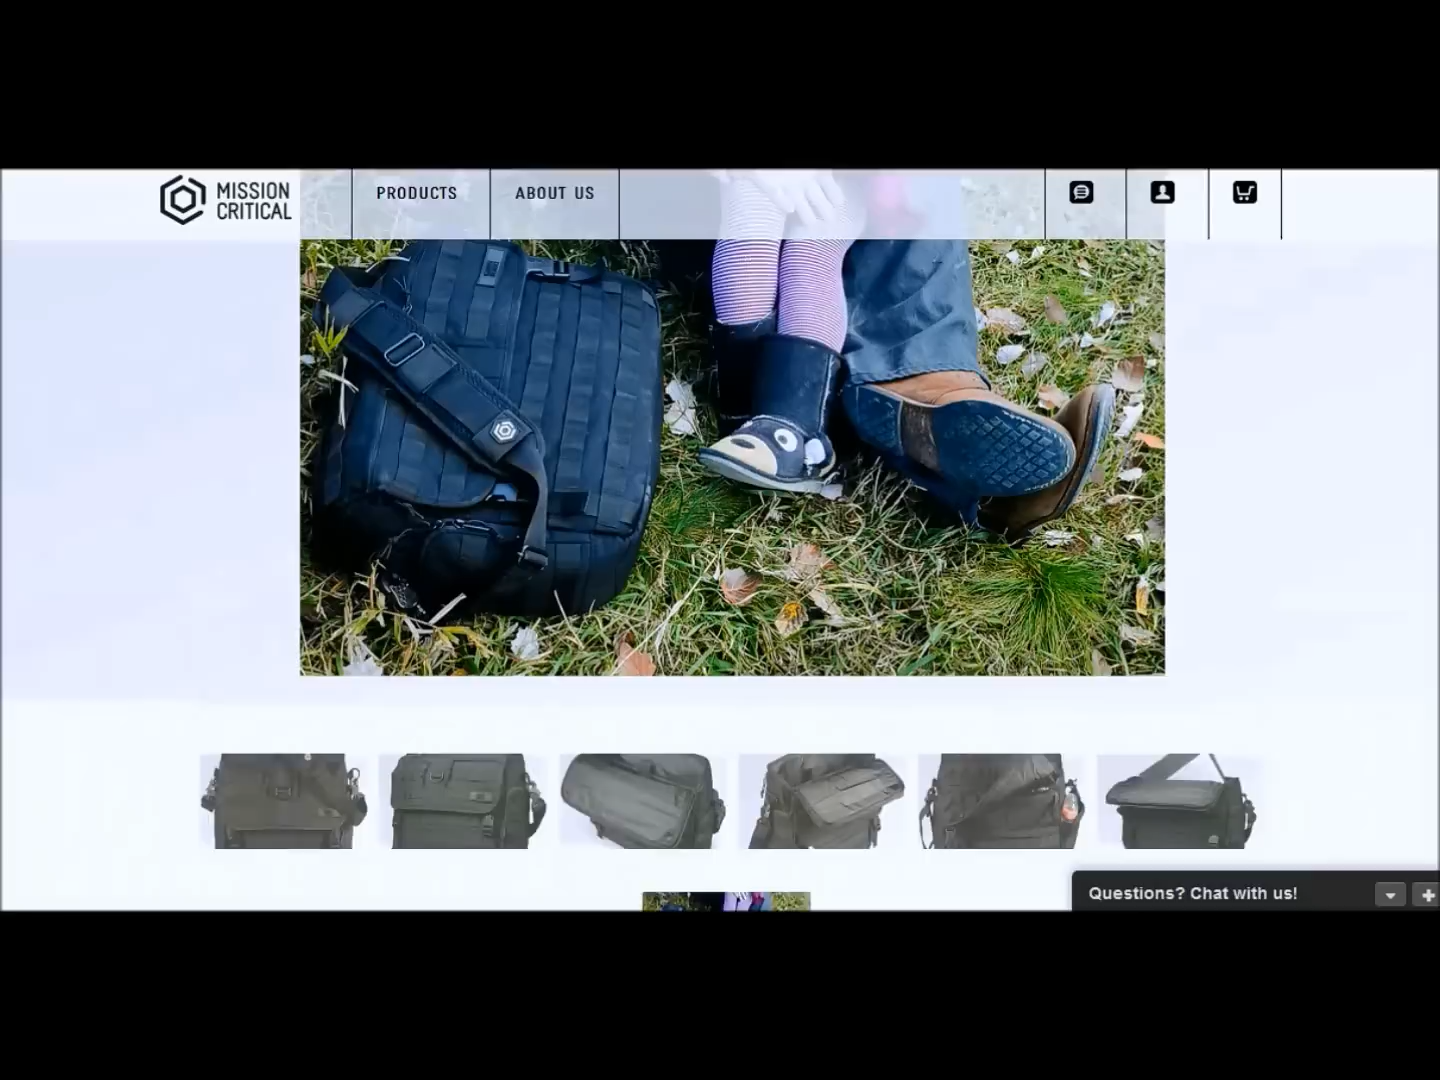 MISSION
CRITICAL
PRODUCTS
ABOUT US
Questions? Chat with us!